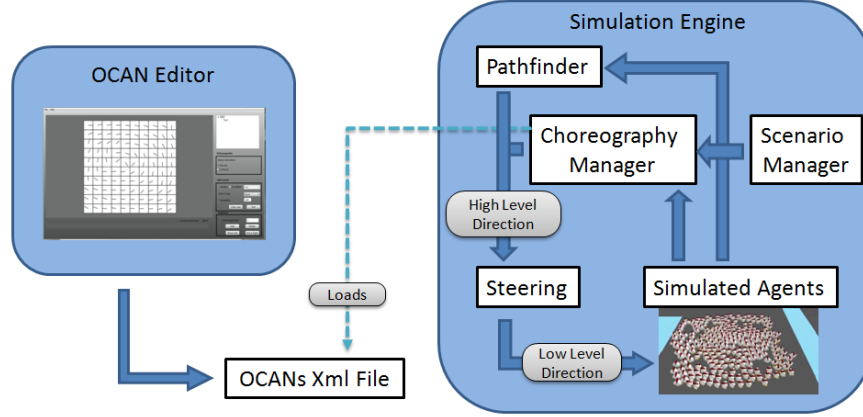 OCAN Editor
Simulation Engine
Pathfinder
Choreography
Manager
Scenario
Manager
High Level
Direction
Steering
Simulated Agents
Loads
Low Level
Direction
OCANs Xml File